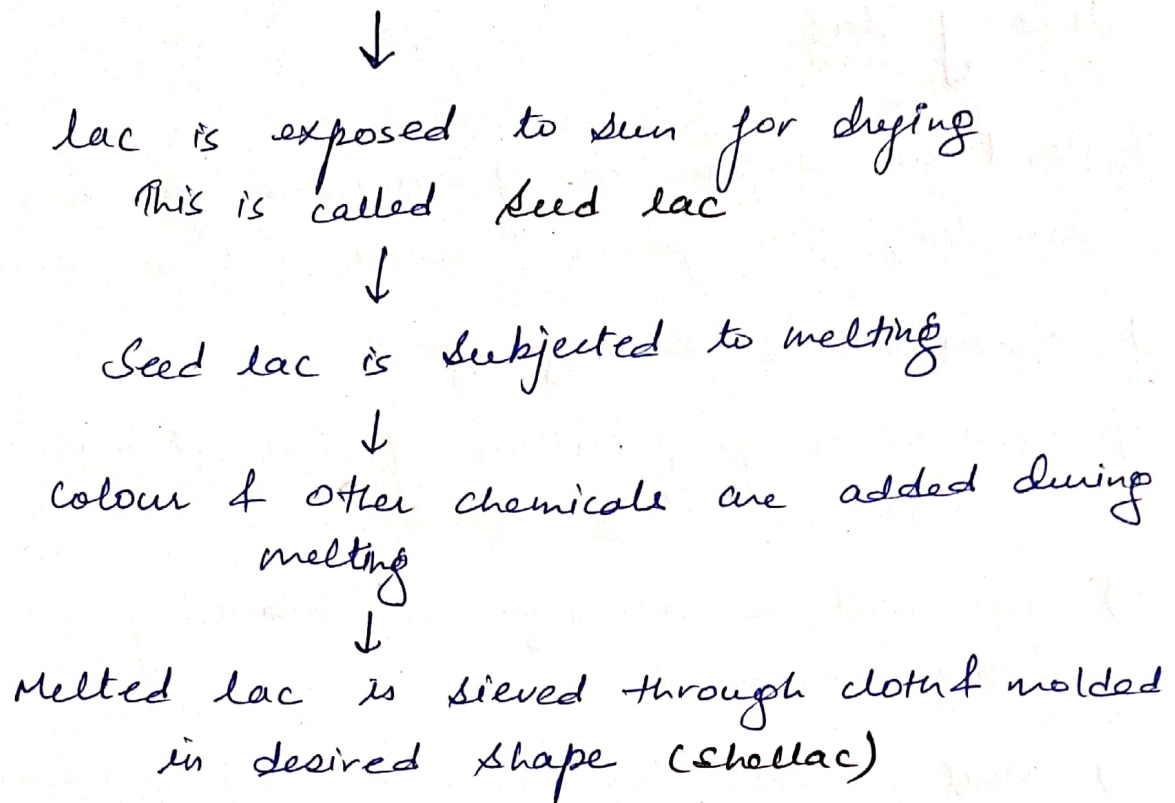 ↓
lac is exposed to sun for drying
This is called seed lac
↓
Seed lac is subjected to melting
↓
colour & other chemicals are added during
melting
↓
Melted lac is sieved through cloth & molded
in desired shape (shellac)